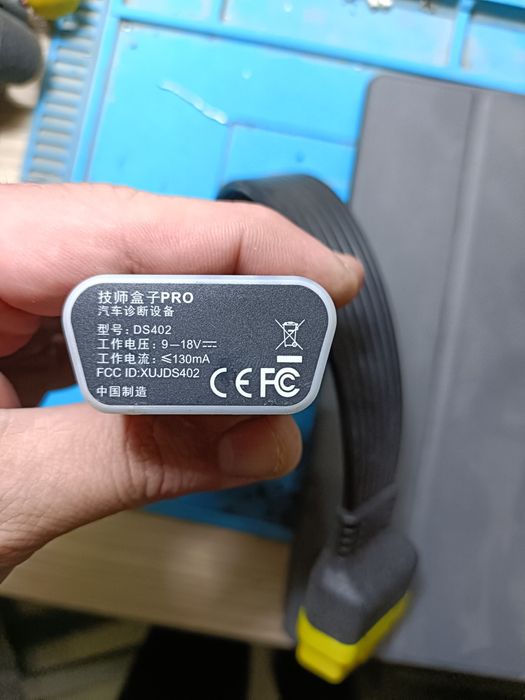 技师盒子PRO
汽车诊断设备
型号: DS402
工作电压: 9—18V⎓
工作电流: ≤130mA
FCC ID:XUJDS402
中国制造
CE FC